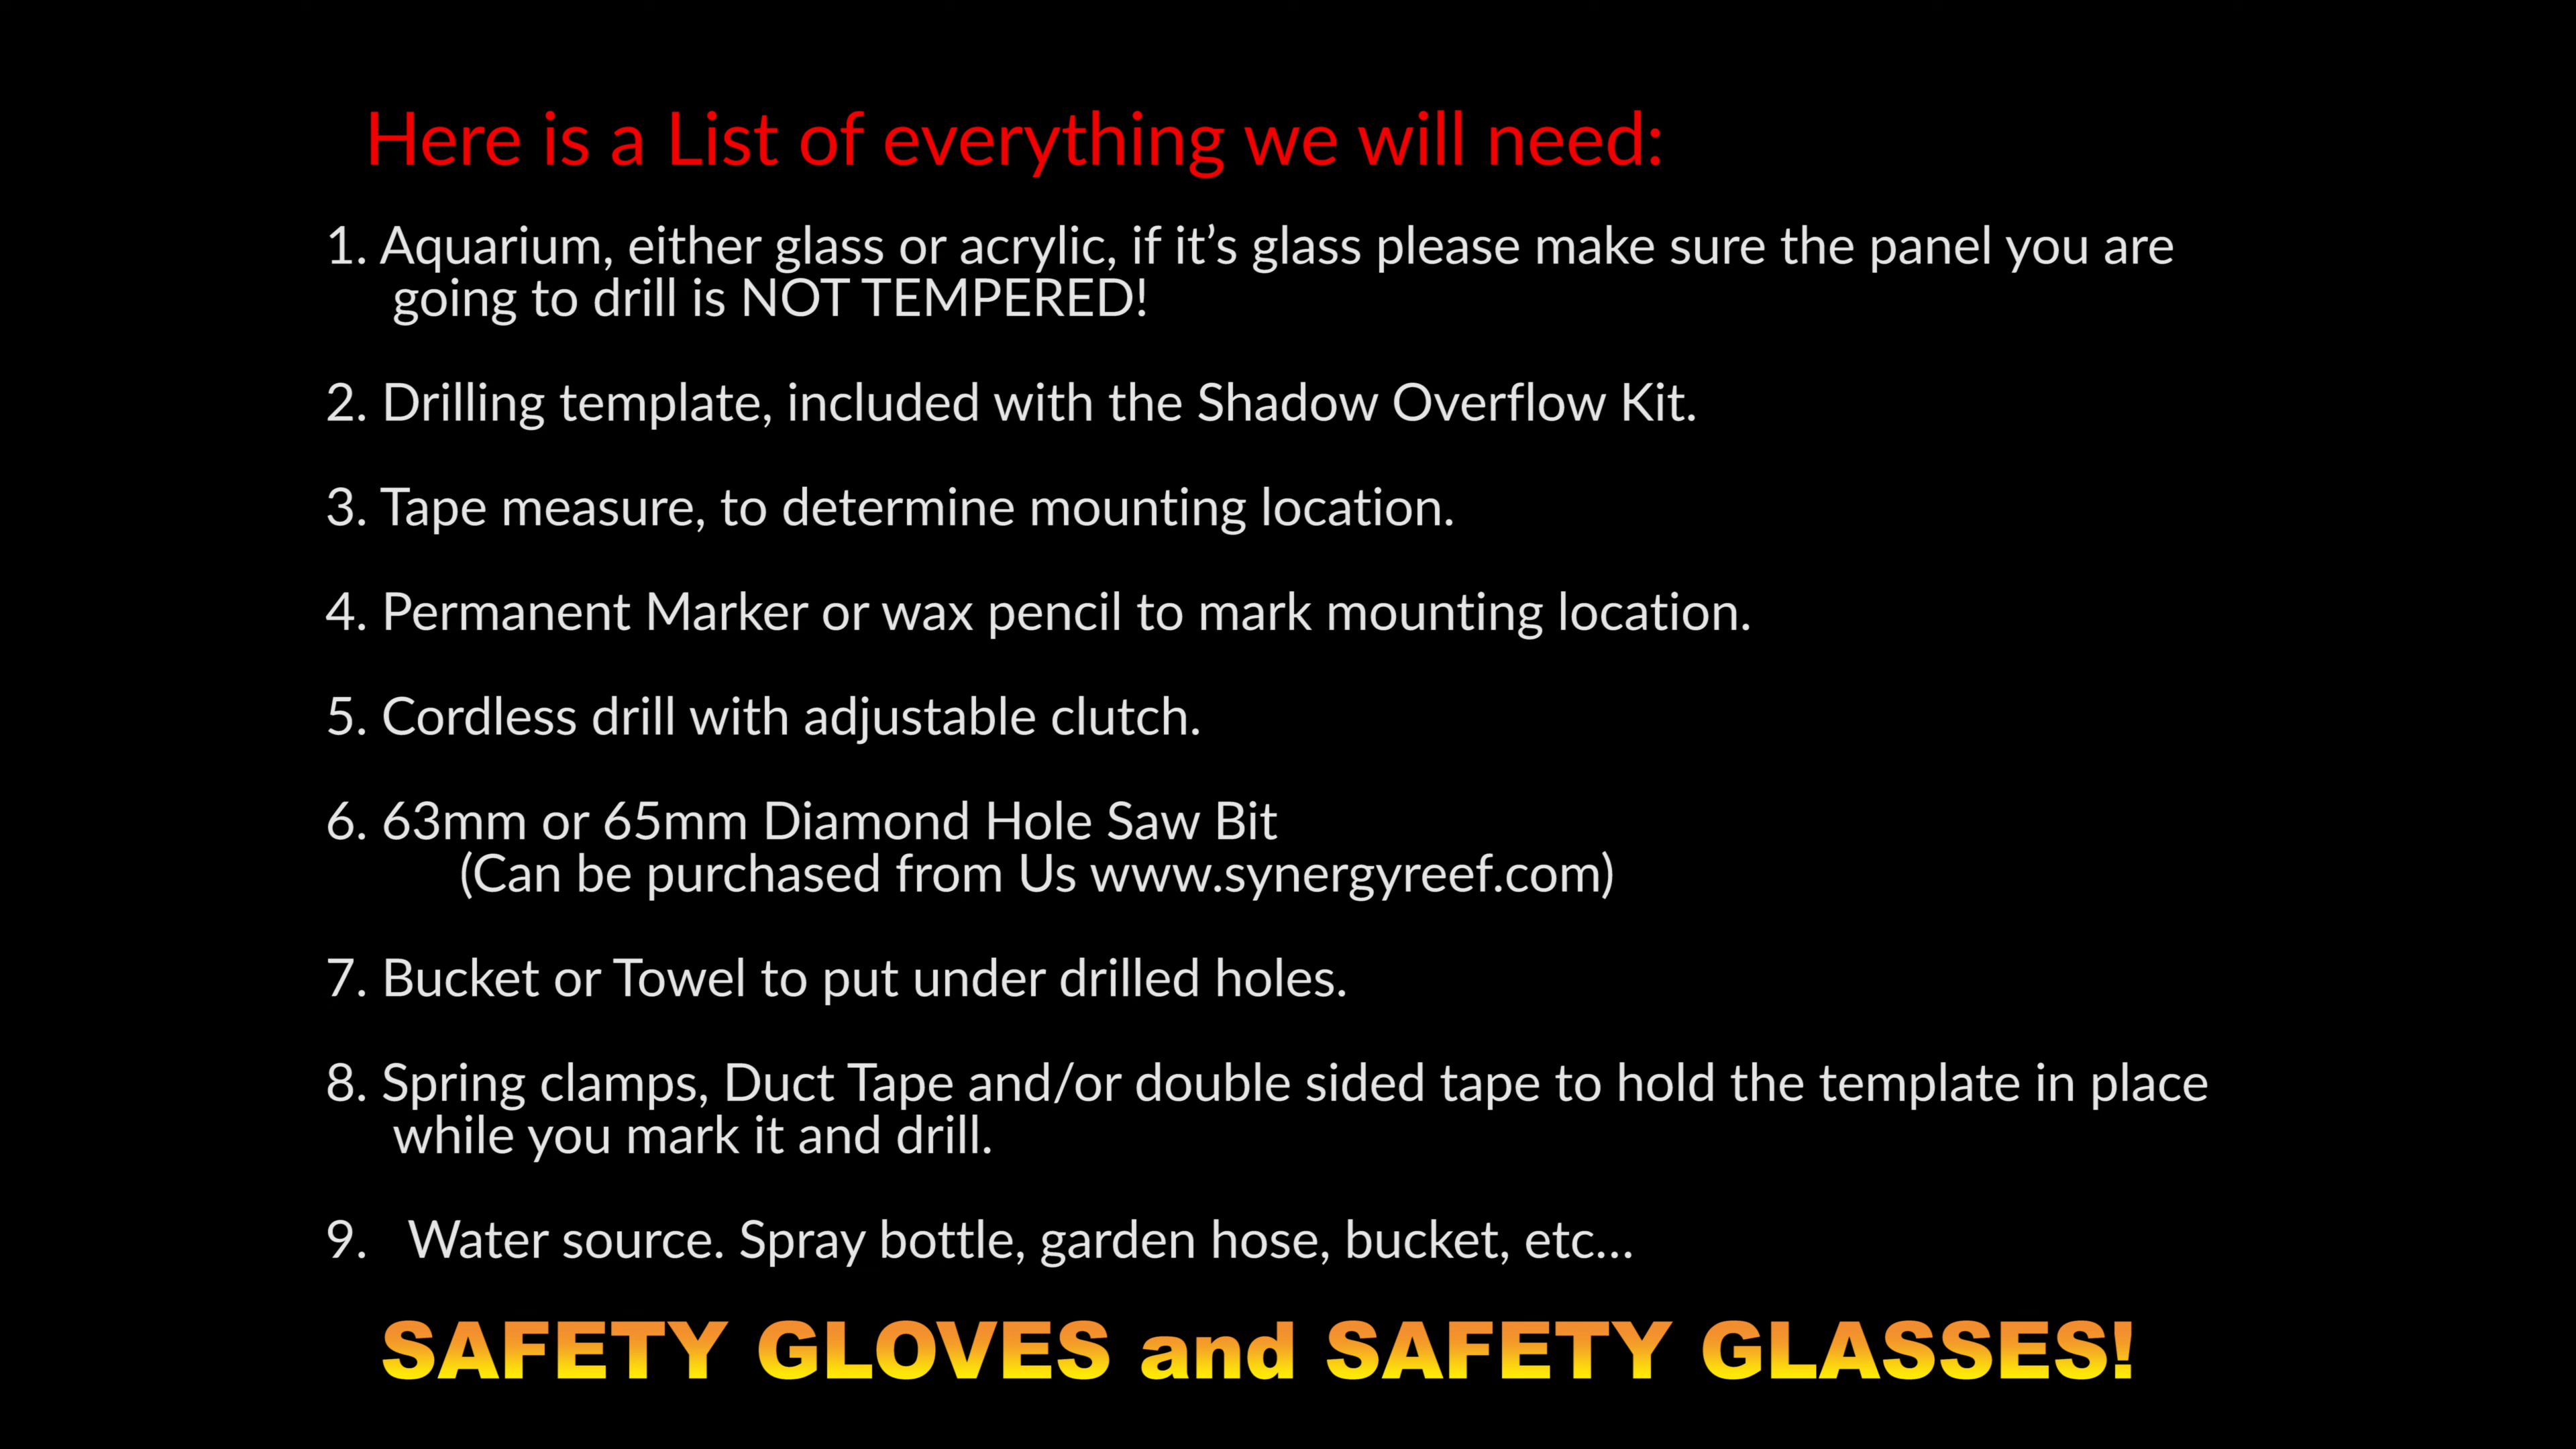 Here is a List of everything we will need:
1. Aquarium, either glass or acrylic, if it’s glass please make sure the panel you are
going to drill is NOT TEMPERED!
2. Drilling template, included with the Shadow Overflow Kit.
3. Tape measure, to determine mounting location.
4. Permanent Marker or wax pencil to mark mounting location.
5. Cordless drill with adjustable clutch.
6. 63mm or 65mm Diamond Hole Saw Bit
(Can be purchased from Us www.synergyreef.com)
7. Bucket or Towel to put under drilled holes.
8. Spring clamps, Duct Tape and/or double sided tape to hold the template in place
while you mark it and drill.
9. Water source. Spray bottle, garden hose, bucket, etc...
SAFETY GLOVES and SAFETY GLASSES!